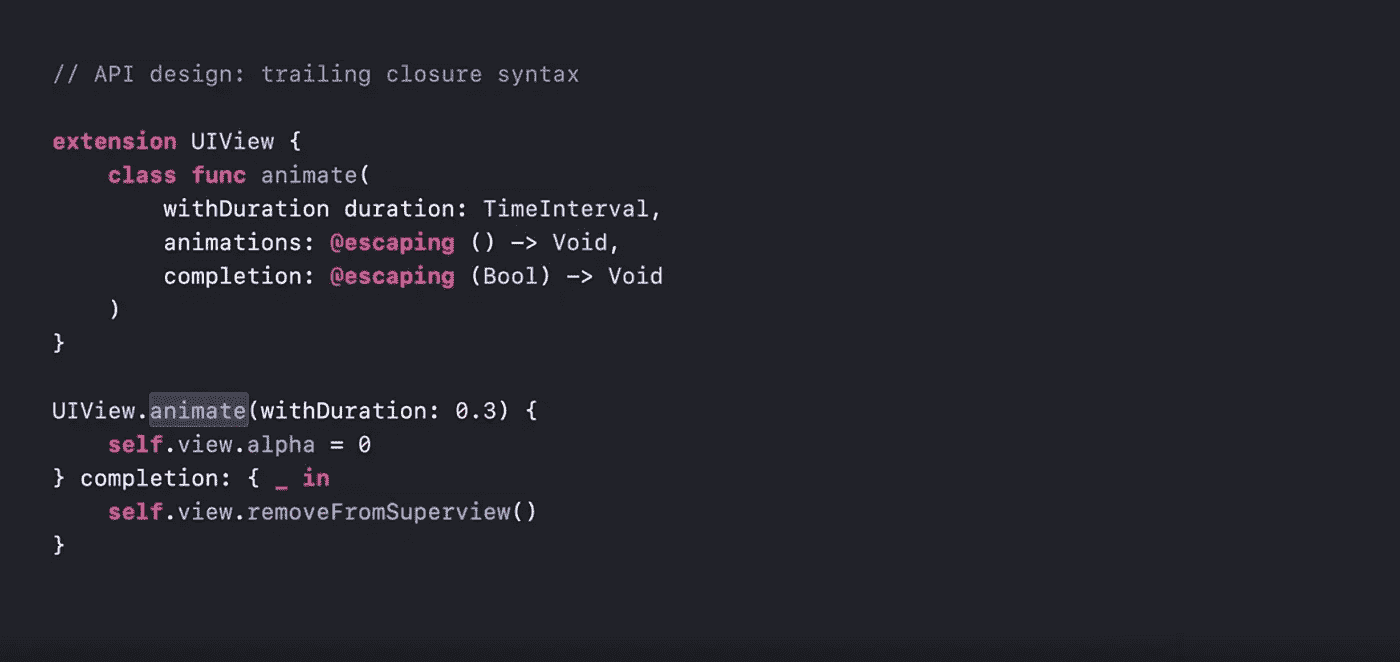 // API design: trailing closure syntax
extension UIView {
class func animate(
withDuration duration: TimeInterval,
animations: @escaping () -> Void,
completion: @escaping (Bool) -> Void
)
}
UIView.animate(withDuration: 0.3) {
self.view.alpha = 0
} completion: { _ in
self.view.removeFromSuperview()
}